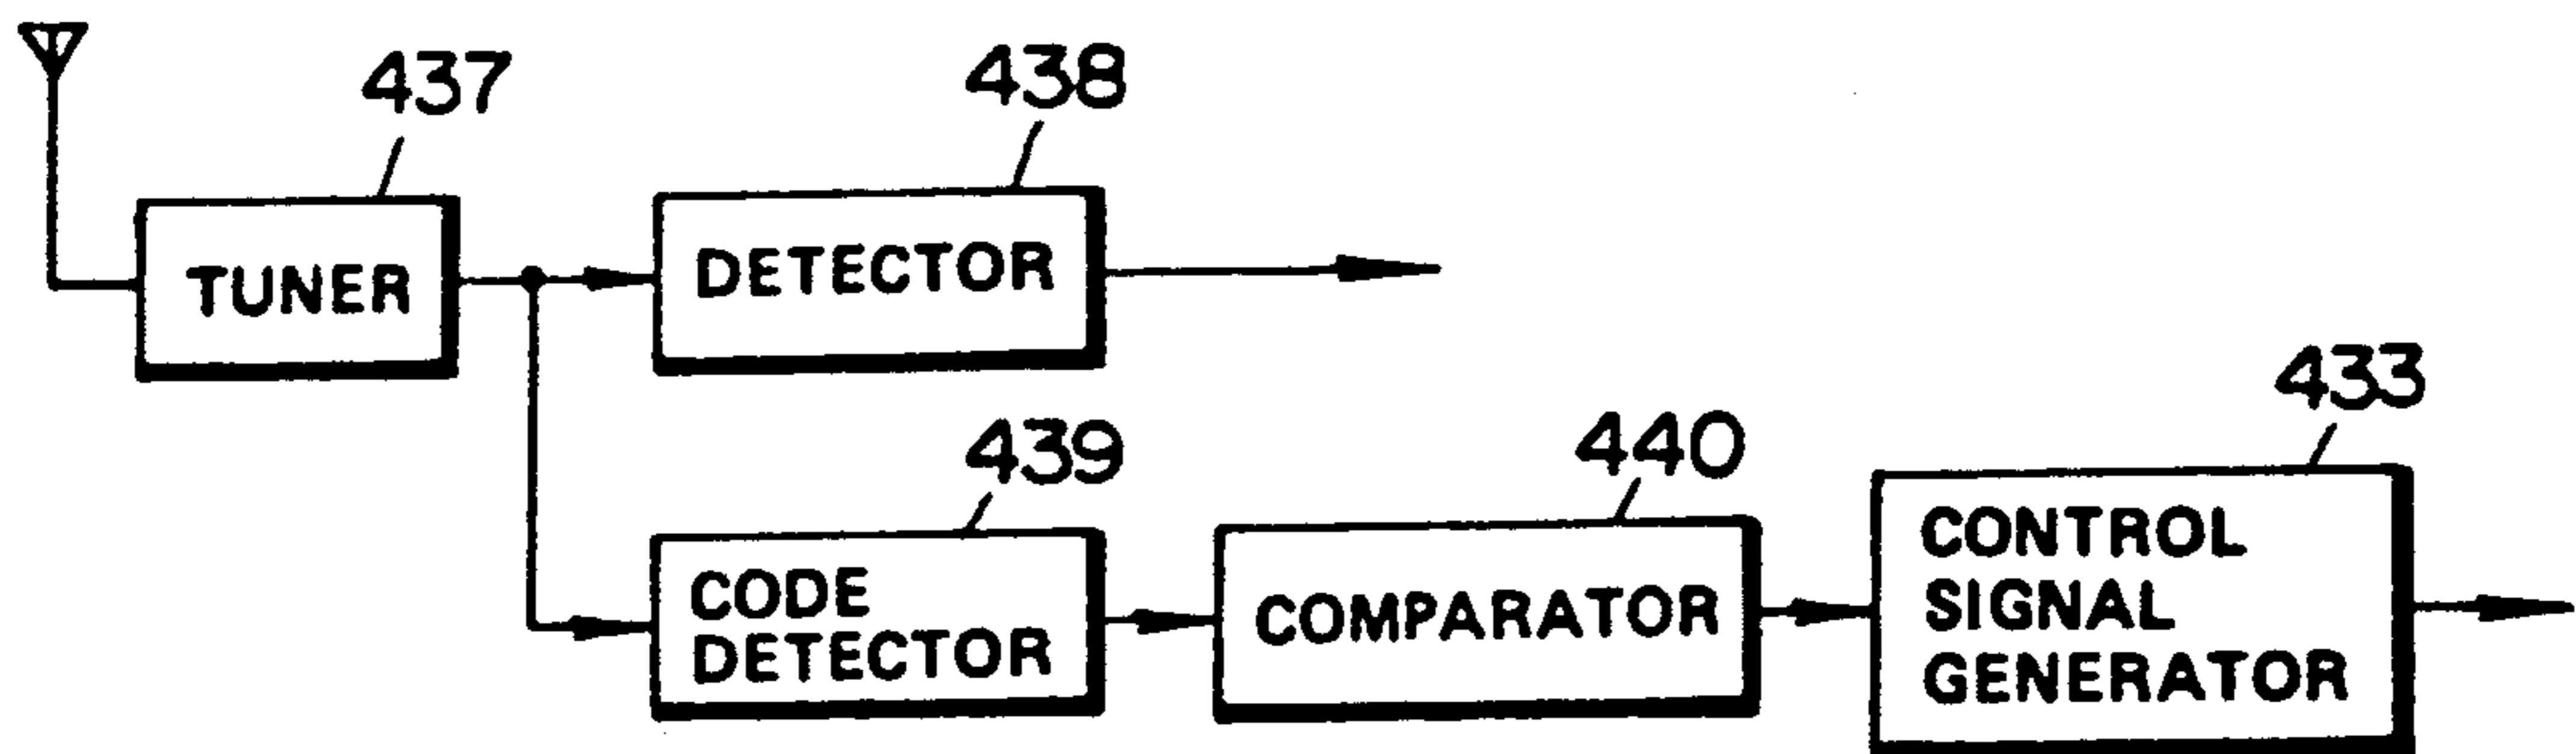 437
438
TUNER
DETECTOR
439
440
433
CODE
DETECTOR
COMPARATOR
CONTROL
SIGNAL
GENERATOR